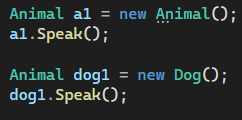 Animal a1 = new Animal();
a1.Speak();
Animal dog1 = new Dog();
dog1.Speak();